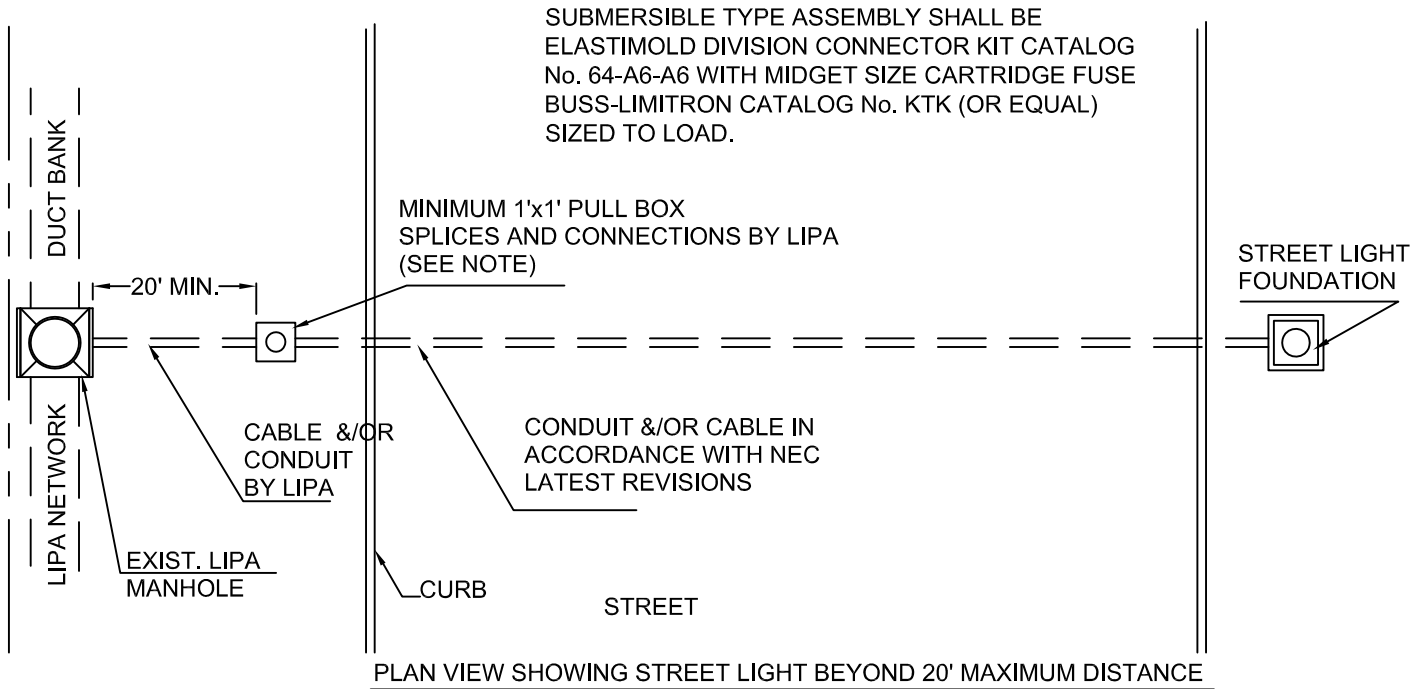 SUBMERSIBLE TYPE ASSEMBLY SHALL BE
ELASTIMOLD DIVISION CONNECTOR KIT CATALOG
No. 64-A6-A6 WITH MIDGET SIZE CARTRIDGE FUSE
BUSS-LIMITRON CATALOG No. KTK (OR EQUAL)
SIZED TO LOAD.
DUCT BANK
MINIMUM 1'x1' PULL BOX
SPLICES AND CONNECTIONS BY LIPA
(SEE NOTE)
STREET LIGHT
FOUNDATION
20' MIN.
LIPA NETWORK
CABLE &/OR
CONDUIT
BY LIPA
CONDUIT &/OR CABLE IN
ACCORDANCE WITH NEC
LATEST REVISIONS
EXIST. LIPA
MANHOLE
CURB
STREET
PLAN VIEW SHOWING STREET LIGHT BEYOND 20' MAXIMUM DISTANCE